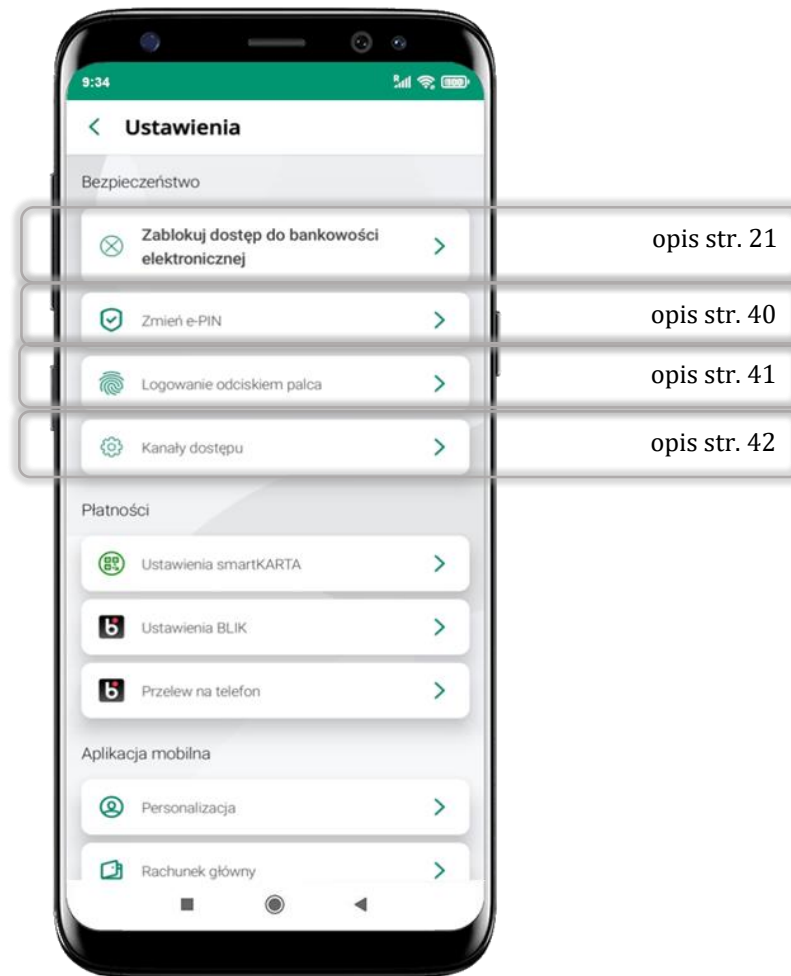 9:34
Ustawienia
Bezpieczeństwo
Zablokuj dostęp do bankowości
elektronicznej
opis str. 21
Zmień e-PIN
opis str. 40
Logowanie odciskiem palca
opis str. 41
Kanały dostępu
opis str. 42
Płatności
Ustawienia smartKARTA
Ustawienia BLIK
Przelew na telefon
Aplikacja mobilna
Personalizacja
Rachunek główny